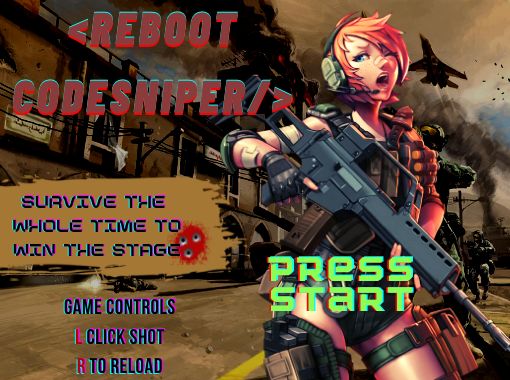 <REBOOT
CODESNIPER/>
SURVIVE THE
WHOLE TIME TO
WIN THE STAGE
PRESS
START
GAME CONTROLS
L CLICK SHOT
R TO RELOAD